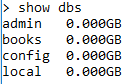 > show dbs
admin   0.000GB
books   0.000GB
config  0.000GB
local   0.000GB